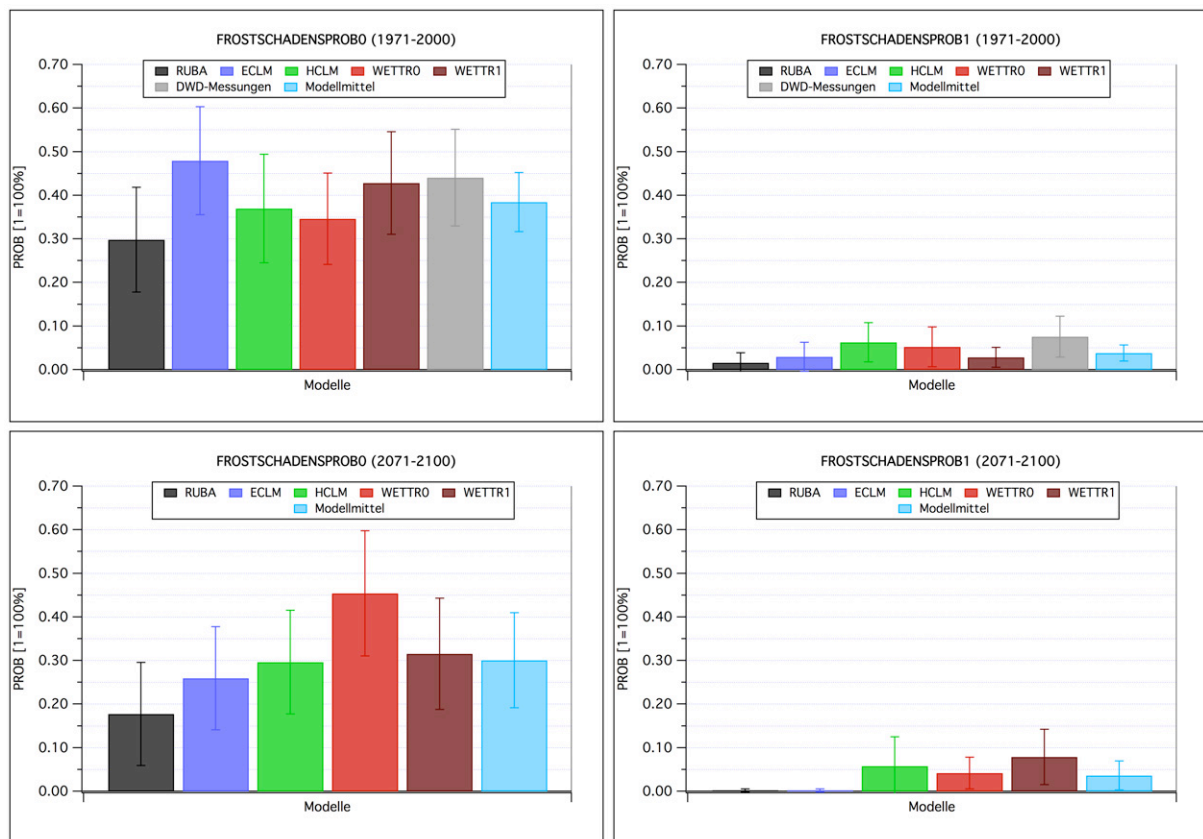 FROSTSCHADENSPROB0 (1971-2000)
RUBA ECLM HCLM WETTR0 WETTR1
DWD-Messungen Modellmittel
PROB [1=100%]
0.70
0.60
0.50
0.40
0.30
0.20
0.10
0.00
Modelle
FROSTSCHADENSPROB1 (1971-2000)
RUBA ECLM HCLM WETTR0 WETTR1
DWD-Messungen Modellmittel
PROB [1=100%]
0.70
0.60
0.50
0.40
0.30
0.20
0.10
0.00
Modelle
FROSTSCHADENSPROB0 (2071-2100)
RUBA ECLM HCLM WETTR0 WETTR1
Modellmittel
PROB [1=100%]
0.70
0.60
0.50
0.40
0.30
0.20
0.10
0.00
Modelle
FROSTSCHADENSPROB1 (2071-2100)
RUBA ECLM HCLM WETTR0 WETTR1
Modellmittel
PROB [1=100%]
0.70
0.60
0.50
0.40
0.30
0.20
0.10
0.00
Modelle